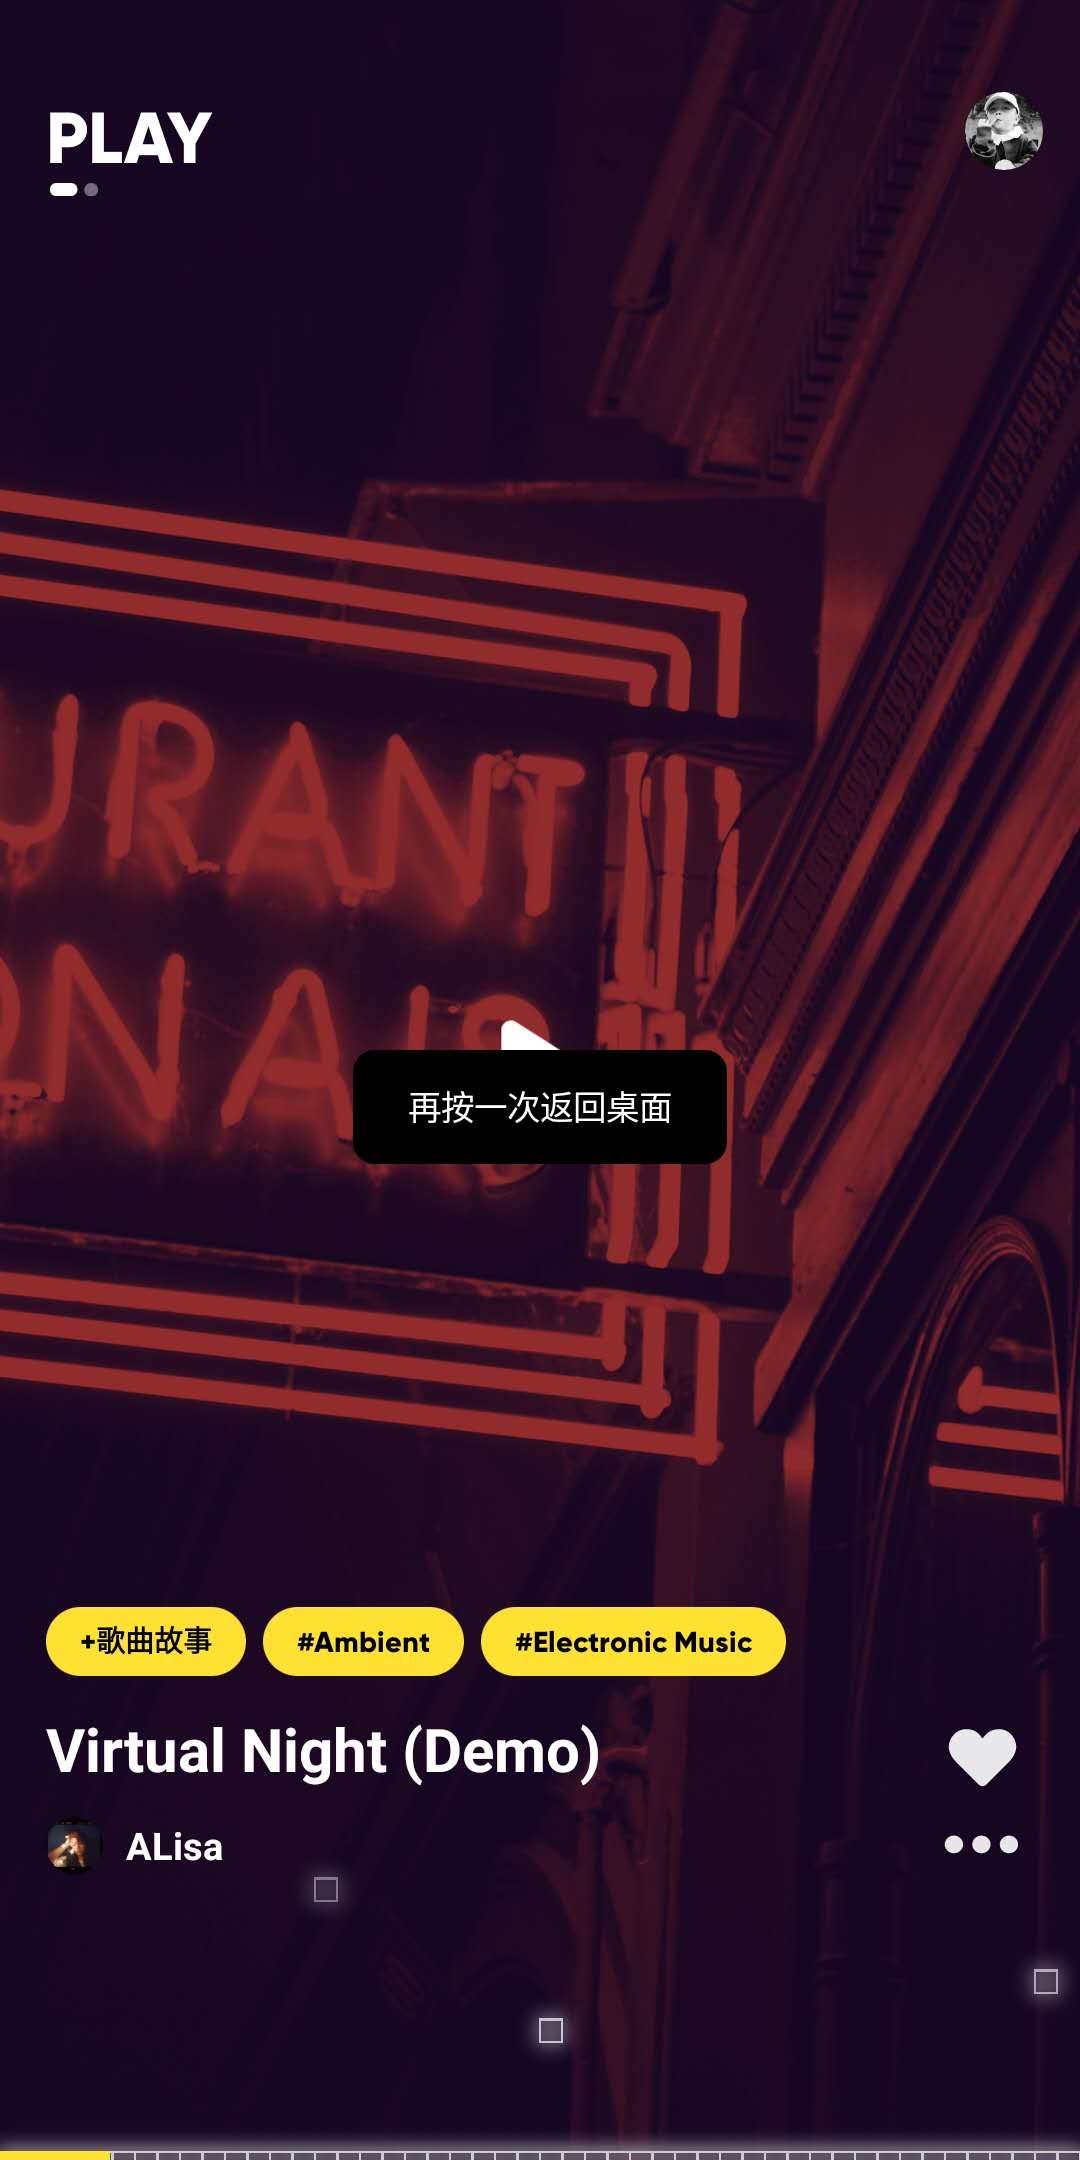 PLAY
URANT
ONAIS
再按一次返回桌面
+歌曲故事
#Ambient
#Electronic Music
Virtual Night (Demo)
ALisa